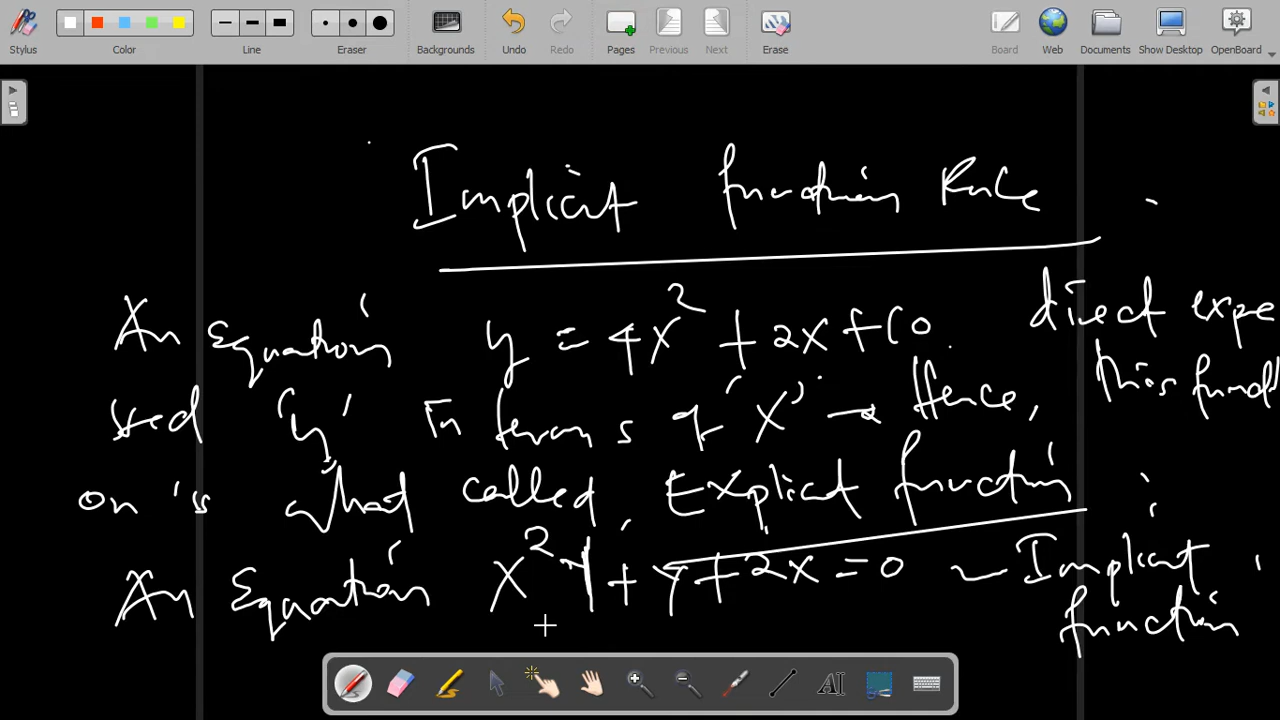 Stylus Color Line Eraser Backgrounds Undo Redo Pages Previous Next Erase Board Web Documents Show Desktop OpenBoard
Implicit function Rule
An Equation y = 4x² + 2x + 10 direct expe
ssed 'y' In terms of 'x' → Hence, this functi
on is what called, Explicit function
An Equation x²y + y + 2x = 0 ~ Implicit
function